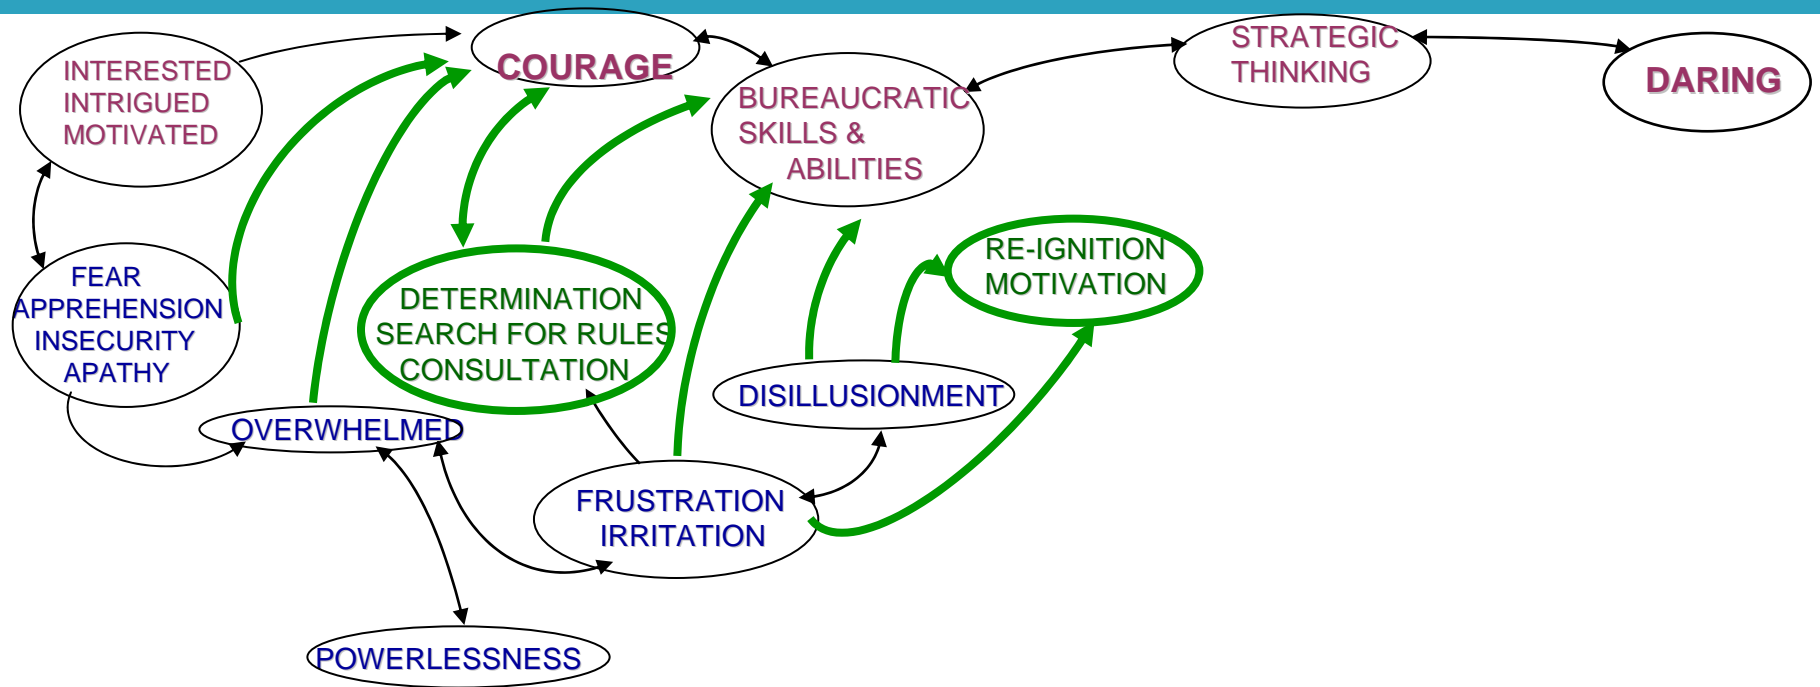 INTERESTED
INTRIGUED
MOTIVATED
COURAGE
BUREAUCRATIC
SKILLS &
ABILITIES
STRATEGIC
THINKING
DARING
FEAR
APPREHENSION
INSECURITY
APATHY
DETERMINATION
SEARCH FOR RULES
CONSULTATION
RE-IGNITION
MOTIVATION
OVERWHELMED
DISILLUSIONMENT
FRUSTRATION
IRRITATION
POWERLESSNESS